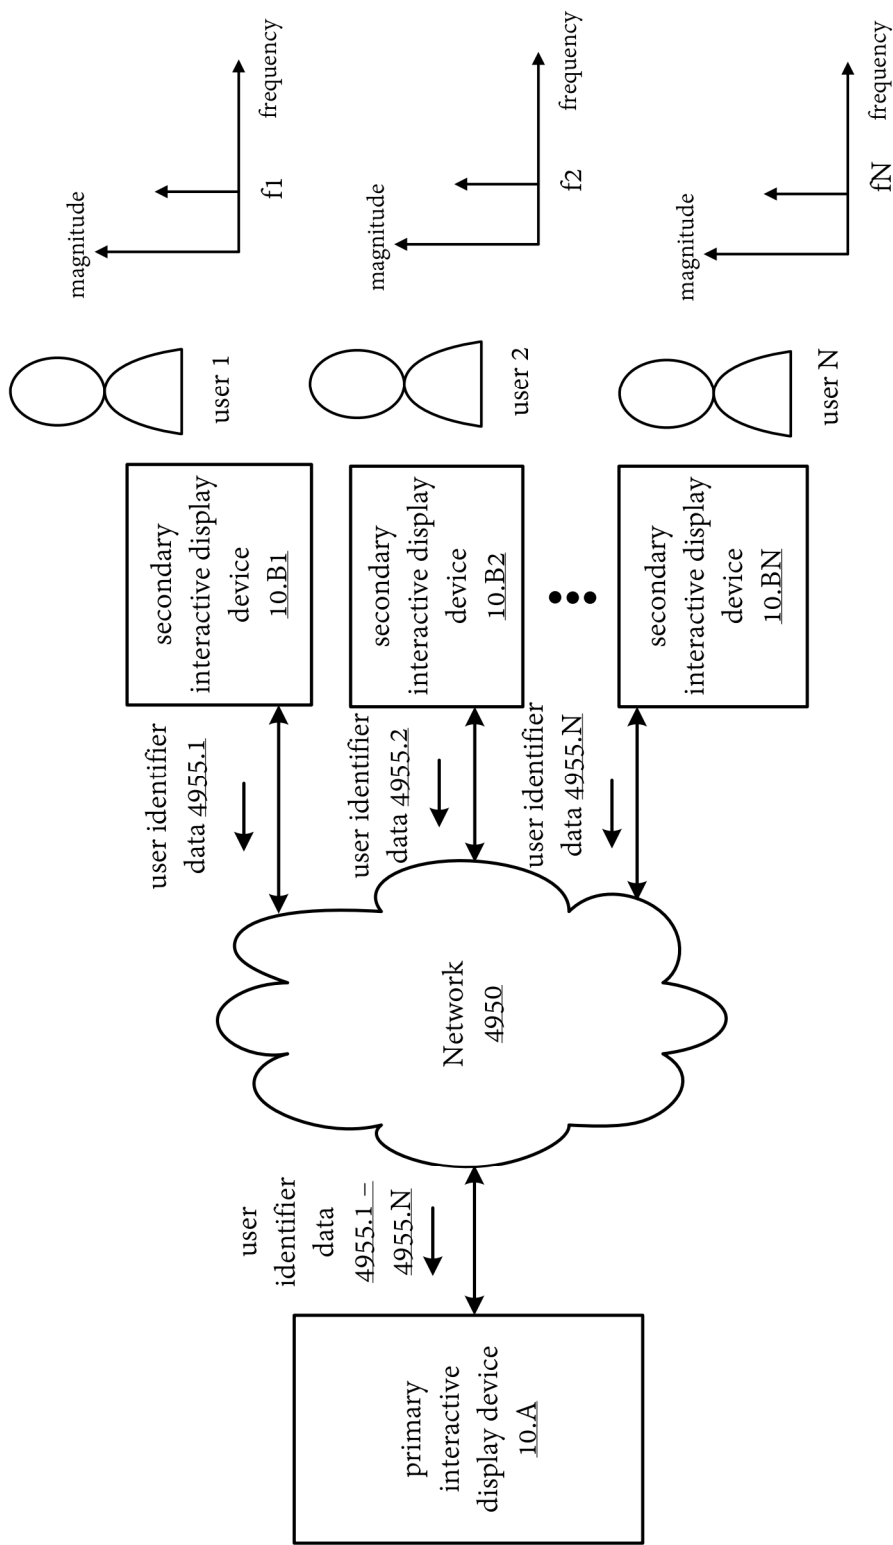 primary
interactive
display device
10.A
user
identifier
data
4955.1 –
4955.N
Network
4950
user identifier
data 4955.1
secondary
interactive display
device
10.B1
user 1
magnitude
f1
frequency
user identifier
data 4955.2
secondary
interactive display
device
10.B2
user 2
magnitude
f2
frequency
user identifier
data 4955.N
secondary
interactive display
device
10.BN
user N
magnitude
fN
frequency